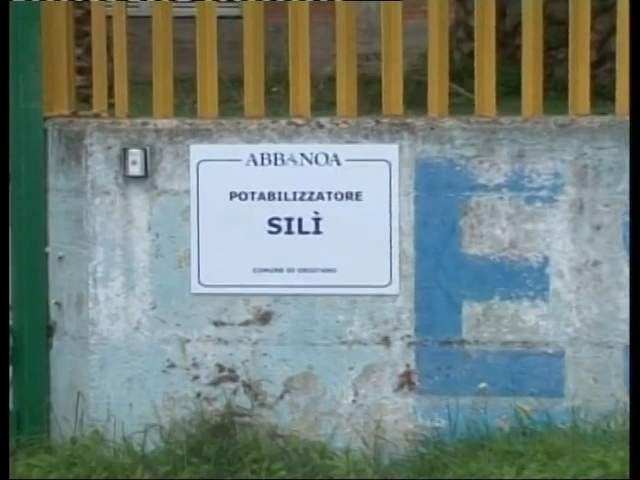 ABBANOA
POTABILIZZATORE
SILÌ
COMUNE DI ORISTANO
E